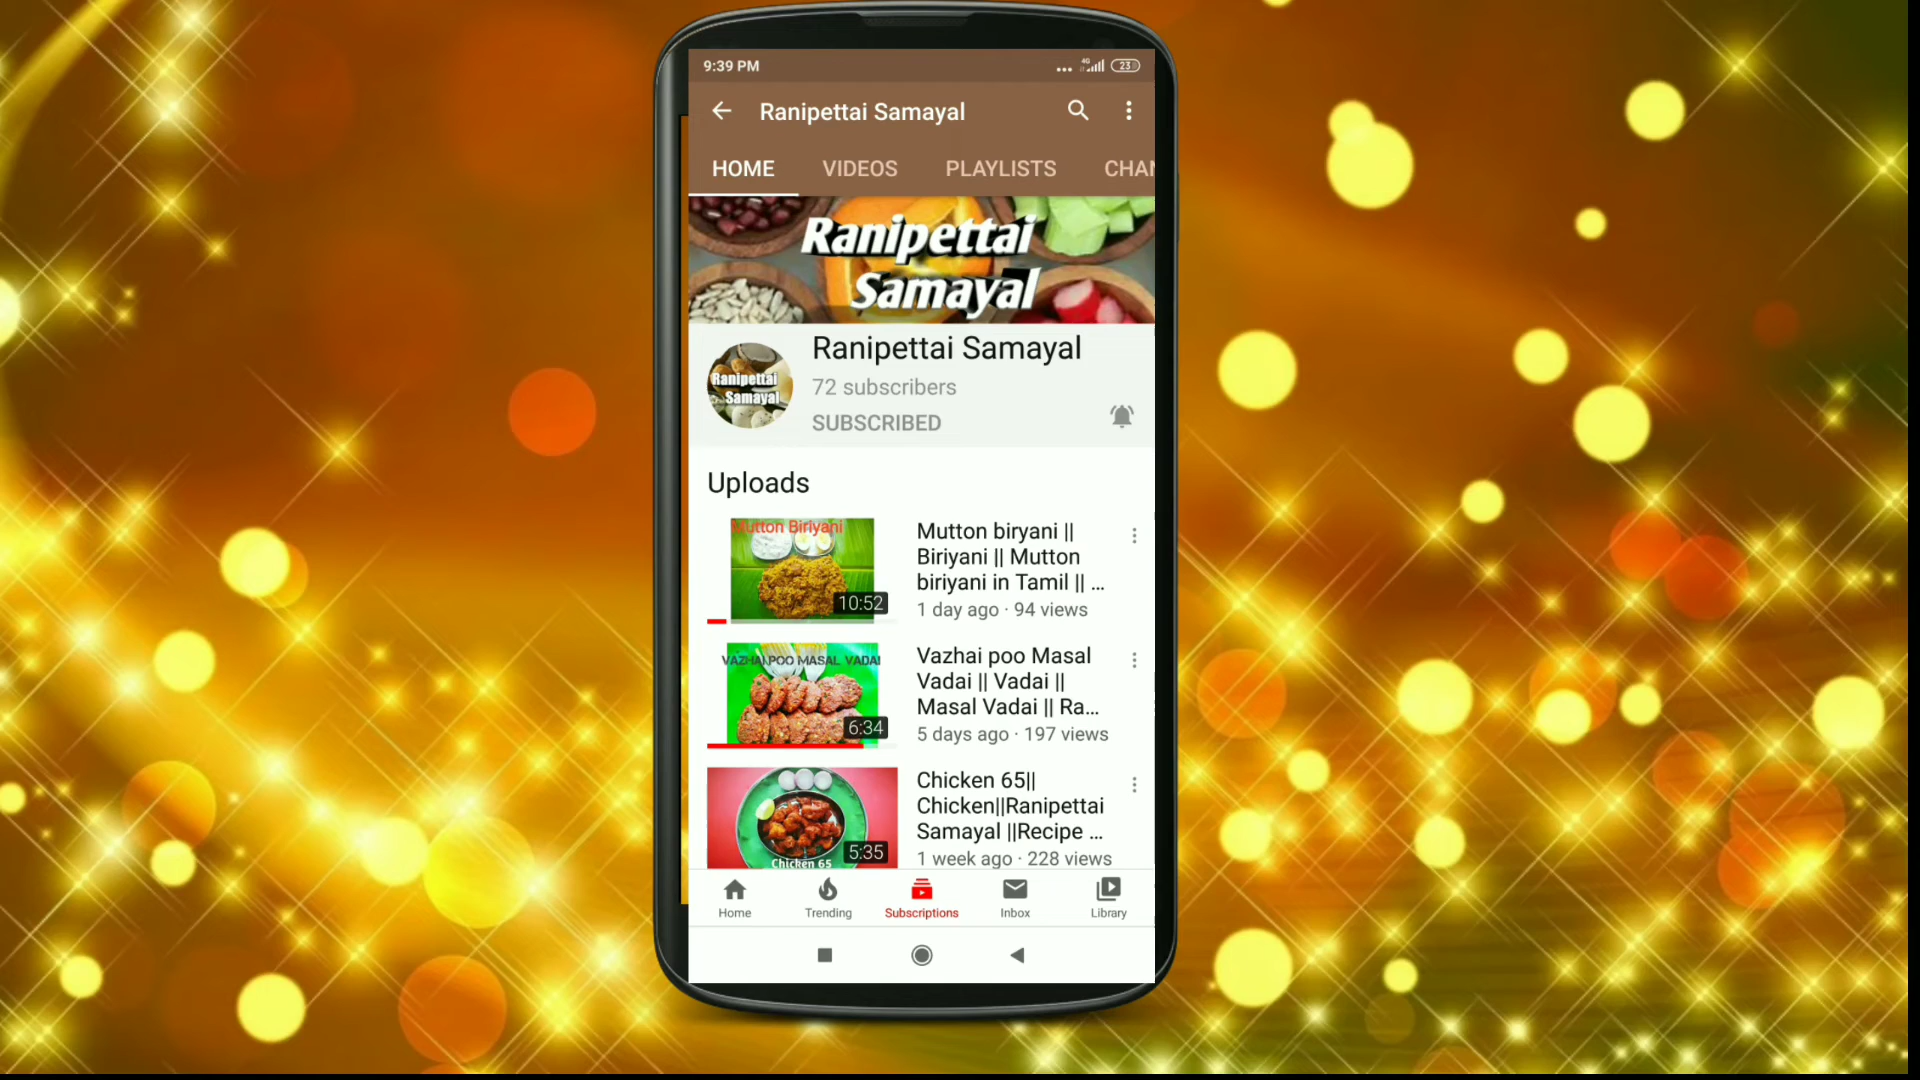 9:39 PM
4G
23
Ranipettai Samayal
HOME VIDEOS PLAYLISTS CHAN
Ranipettai
Samayal
Ranipettai
Samayal
Ranipettai Samayal
72 subscribers
SUBSCRIBED
Uploads
Mutton Biriyani
10:52
Mutton biryani ||
Biriyani || Mutton
biriyani in Tamil || ...
1 day ago · 94 views
VAZHAI POO MASAL VADAI
6:34
Vazhai poo Masal
Vadai || Vadai ||
Masal Vadai || Ra...
5 days ago · 197 views
Chicken 65
5:35
Chicken 65||
Chicken||Ranipettai
Samayal ||Recipe ...
1 week ago · 228 views
Home Trending Subscriptions Inbox Library